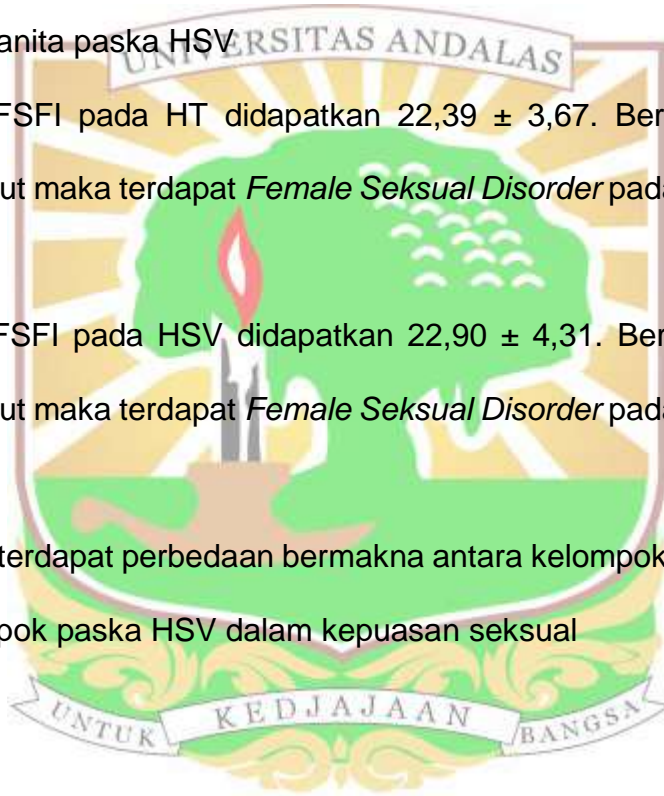 anita paska HSV
UNIVERSITAS ANDALAS
FSFI pada HT didapatkan 22,39 ± 3,67. Ber
ut maka terdapat Female Seksual Disorder pada
FSFI pada HSV didapatkan 22,90 ± 4,31. Ber
ut maka terdapat Female Seksual Disorder pada
terdapat perbedaan bermakna antara kelompok
pok paska HSV dalam kepuasan seksual
UNTUK KEDJAJAAN BANGSA